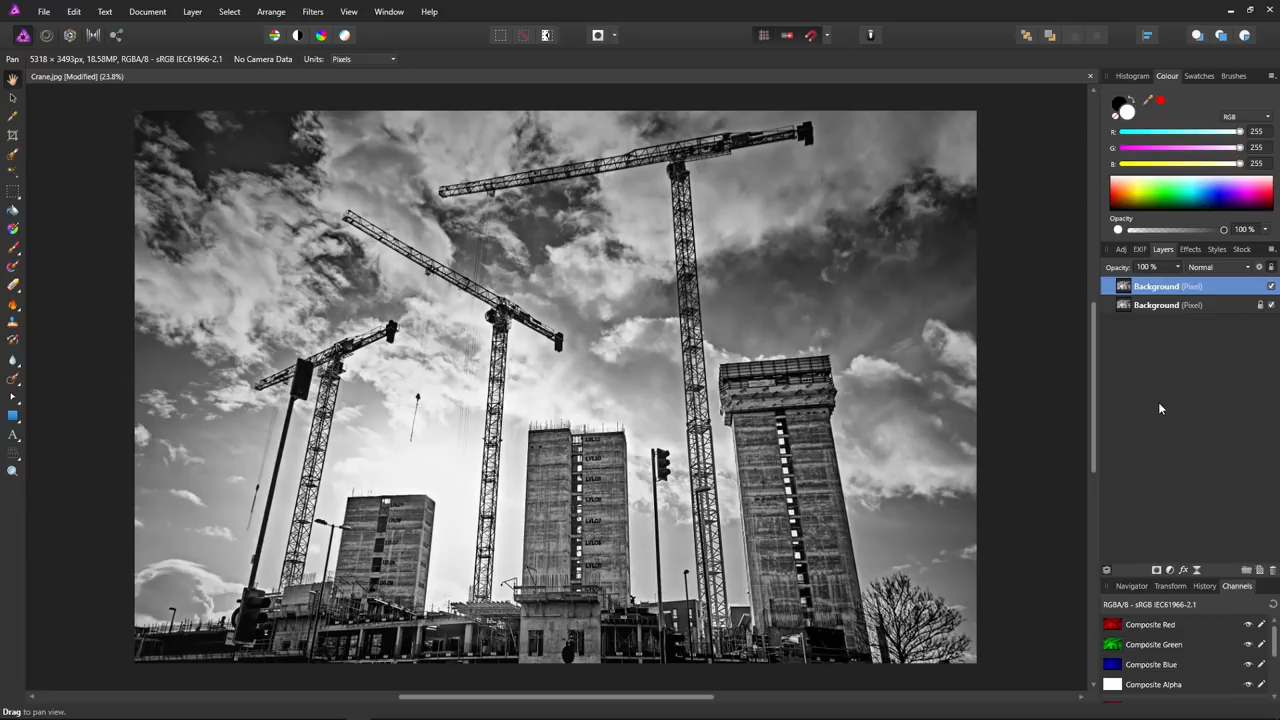 File Edit Text Document Layer Select Arrange Filters View Window Help
Pan 5318 × 3493px, 18.58MP, RGBA/8 - sRGB IEC61966-2.1 No Camera Data Units: Pixels
Crane.jpg [Modified] (23.8%)
Histogram Colour Swatches Brushes
RGB
R: 255
G: 255
B: 255
Opacity
100 %
Adj EXIF Layers Effects Styles Stock
Opacity: 100 % Normal
Background (Pixel)
Background (Pixel)
Navigator Transform History Channels
RGBA/8 - sRGB IEC61966-2.1
Composite Red
Composite Green
Composite Blue
Composite Alpha
Drag to pan view.